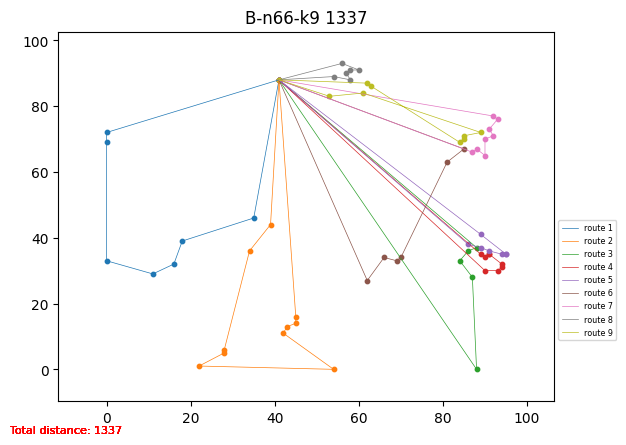 B-n66-k9 1337
100
80
60
40
20
0
0 20 40 60 80 100
route 1
route 2
route 3
route 4
route 5
route 6
route 7
route 8
route 9
Total distance: 1337